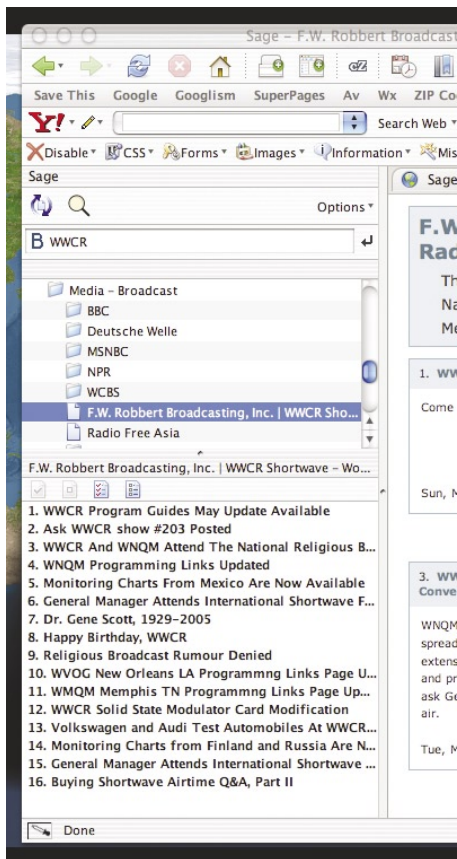 Sage – F.W. Robbert Broadcast
Save This Google Googlism SuperPages Av Wx ZIP Co
Y! Search Web
Disable CSS Forms Images Information Mis
Sage
Sage
Options
B WWCR
Media – Broadcast
BBC
Deutsche Welle
MSNBC
NPR
WCBS
F.W. Robbert Broadcasting, Inc. | WWCR Sho...
Radio Free Asia
F.W. Robbert Broadcasting, Inc. | WWCR Shortwave – Wo...
1. WWCR Program Guides May Update Available
2. Ask WWCR show #203 Posted
3. WWCR And WNQM Attend The National Religious B...
4. WNQM Programming Links Updated
5. Monitoring Charts From Mexico Are Now Available
6. General Manager Attends International Shortwave F...
7. Dr. Gene Scott, 1929-2005
8. Happy Birthday, WWCR
9. Religious Broadcast Rumour Denied
10. WVOG New Orleans LA Programmng Links Page U...
11. WMQM Memphis TN Programmng Links Page Up...
12. WWCR Solid State Modulator Card Modification
13. Volkswagen and Audi Test Automobiles At WWCR...
14. Monitoring Charts from Finland and Russia Are N...
15. General Manager Attends International Shortwave ...
16. Buying Shortwave Airtime Q&A, Part II
Done
F.W
Rad
Th
Na
Me
1. WW
Come
Sun, M
3. WW
Conve
WNQM
spread
extens
and pr
ask Ge
air.
Tue, M